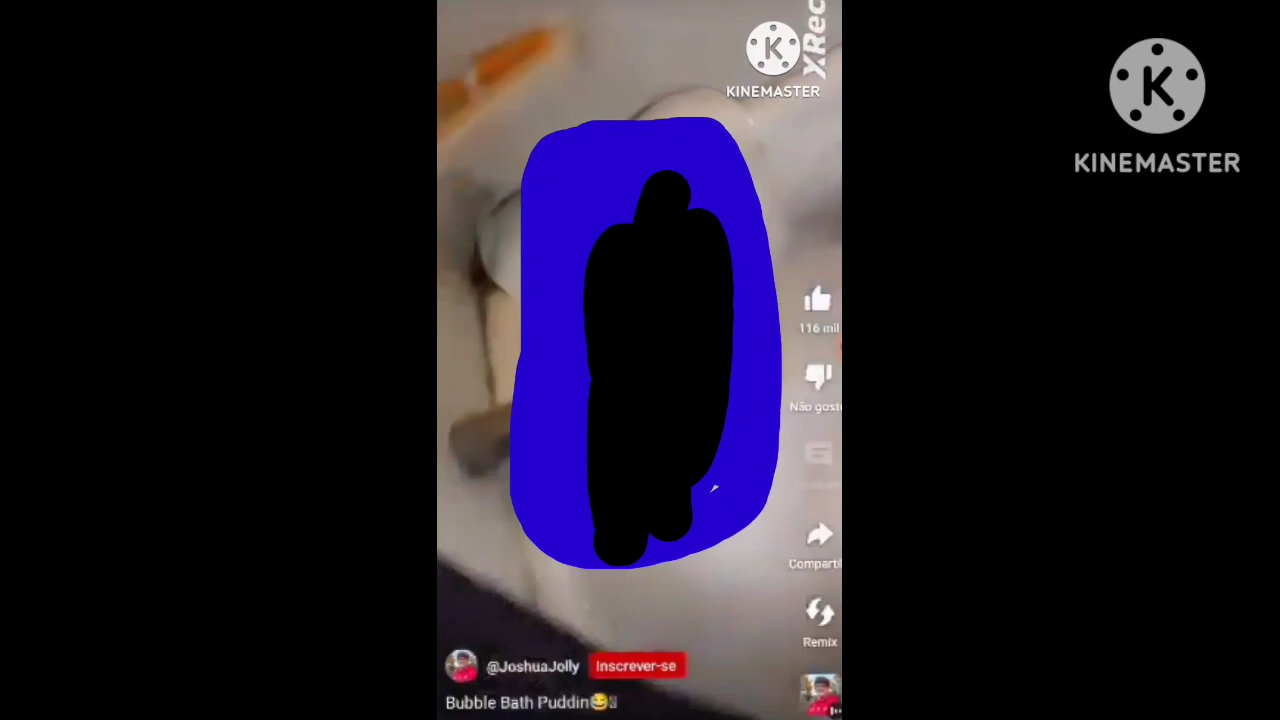 XRec
KINEMASTER
KINEMASTER
116 mil
Não gost
Comparti
Remix
@JoshuaJolly Inscrever-se
Bubble Bath Puddin😂